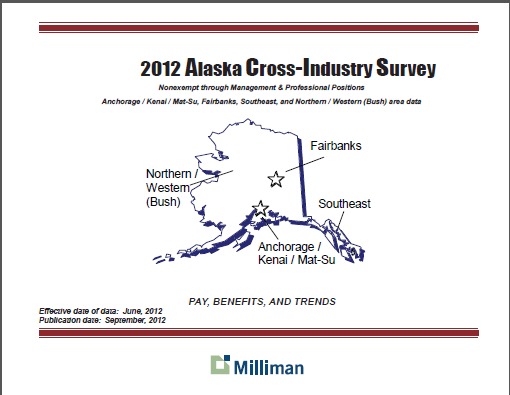 2012 Alaska Cross-Industry Survey
Nonexempt through Management & Professional Positions
Anchorage / Kenai / Mat-Su, Fairbanks, Southeast, and Northern / Western (Bush) area data
Fairbanks
Northern /
Western
(Bush)
Southeast
Anchorage /
Kenai / Mat-Su
PAY, BENEFITS, AND TRENDS
Effective date of data: June, 2012
Publication date: September, 2012
Milliman